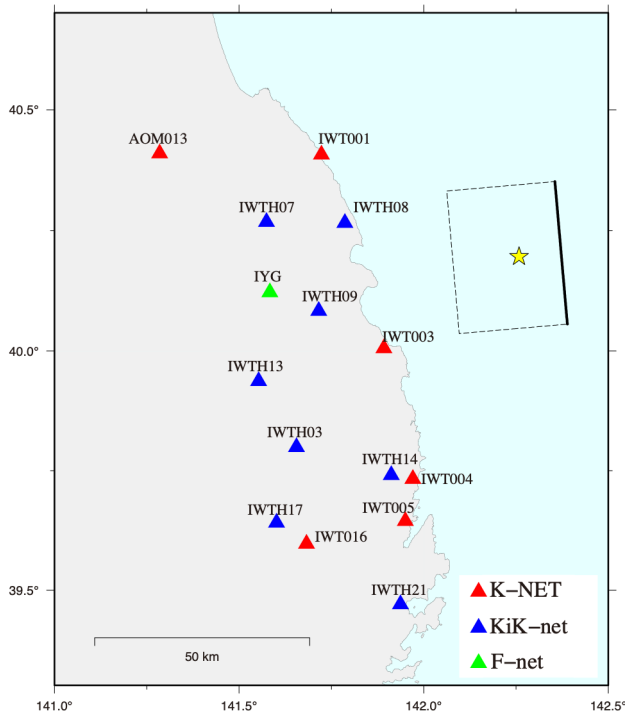 40.5°
AOM013
IWT001
IWTH07
IWTH08
IYG
IWTH09
40.0°
IWT003
IWTH13
IWTH03
IWTH14
IWT004
IWTH17
IWT005
IWT016
39.5°
IWTH21
K-NET
KiK-net
F-net
50 km
141.0°
141.5°
142.0°
142.5°